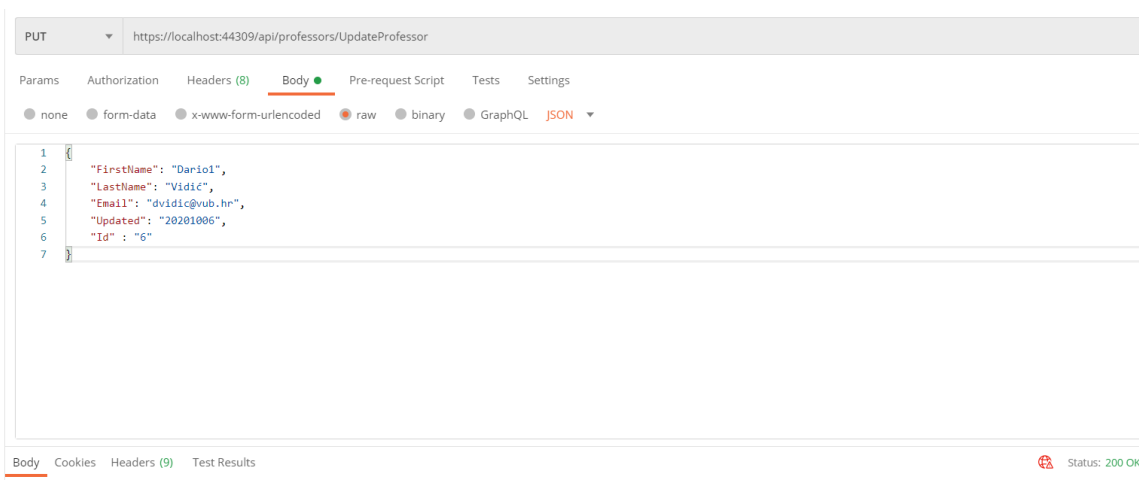 PUT https://localhost:44309/api/professors/UpdateProfessor
Params Authorization Headers (8) Body Pre-request Script Tests Settings
none form-data x-www-form-urlencoded raw binary GraphQL JSON
1 {
2 "FirstName": "Dario1",
3 "LastName": "Vidić",
4 "Email": "dvidic@vub.hr",
5 "Updated": "20201006",
6 "Id" : "6"
7 }
Body Cookies Headers (9) Test Results Status: 200 OK